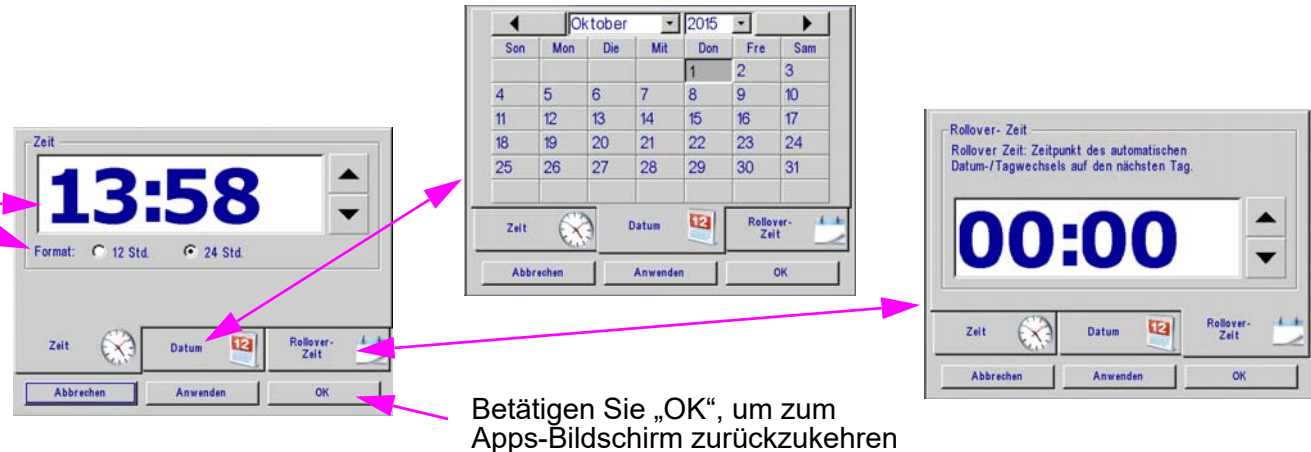 Oktober 2015
Son Mon Die Mit Don Fre Sam
1 2 3
4 5 6 7 8 9 10
11 12 13 14 15 16 17
18 19 20 21 22 23 24
25 26 27 28 29 30 31
Zeit Datum 12 Rollover-
Zeit
Abbrechen Anwenden OK
Zeit
13:58
Format: 12 Std. 24 Std.
Zeit Datum 12 Rollover-
Zeit
Abbrechen Anwenden OK
Rollover- Zeit
Rollover Zeit: Zeitpunkt des automatischen
Datum-/Tagwechsels auf den nächsten Tag.
00:00
Zeit Datum 12 Rollover-
Zeit
Abbrechen Anwenden OK
Betätigen Sie „OK“, um zum
Apps-Bildschirm zurückzukehren